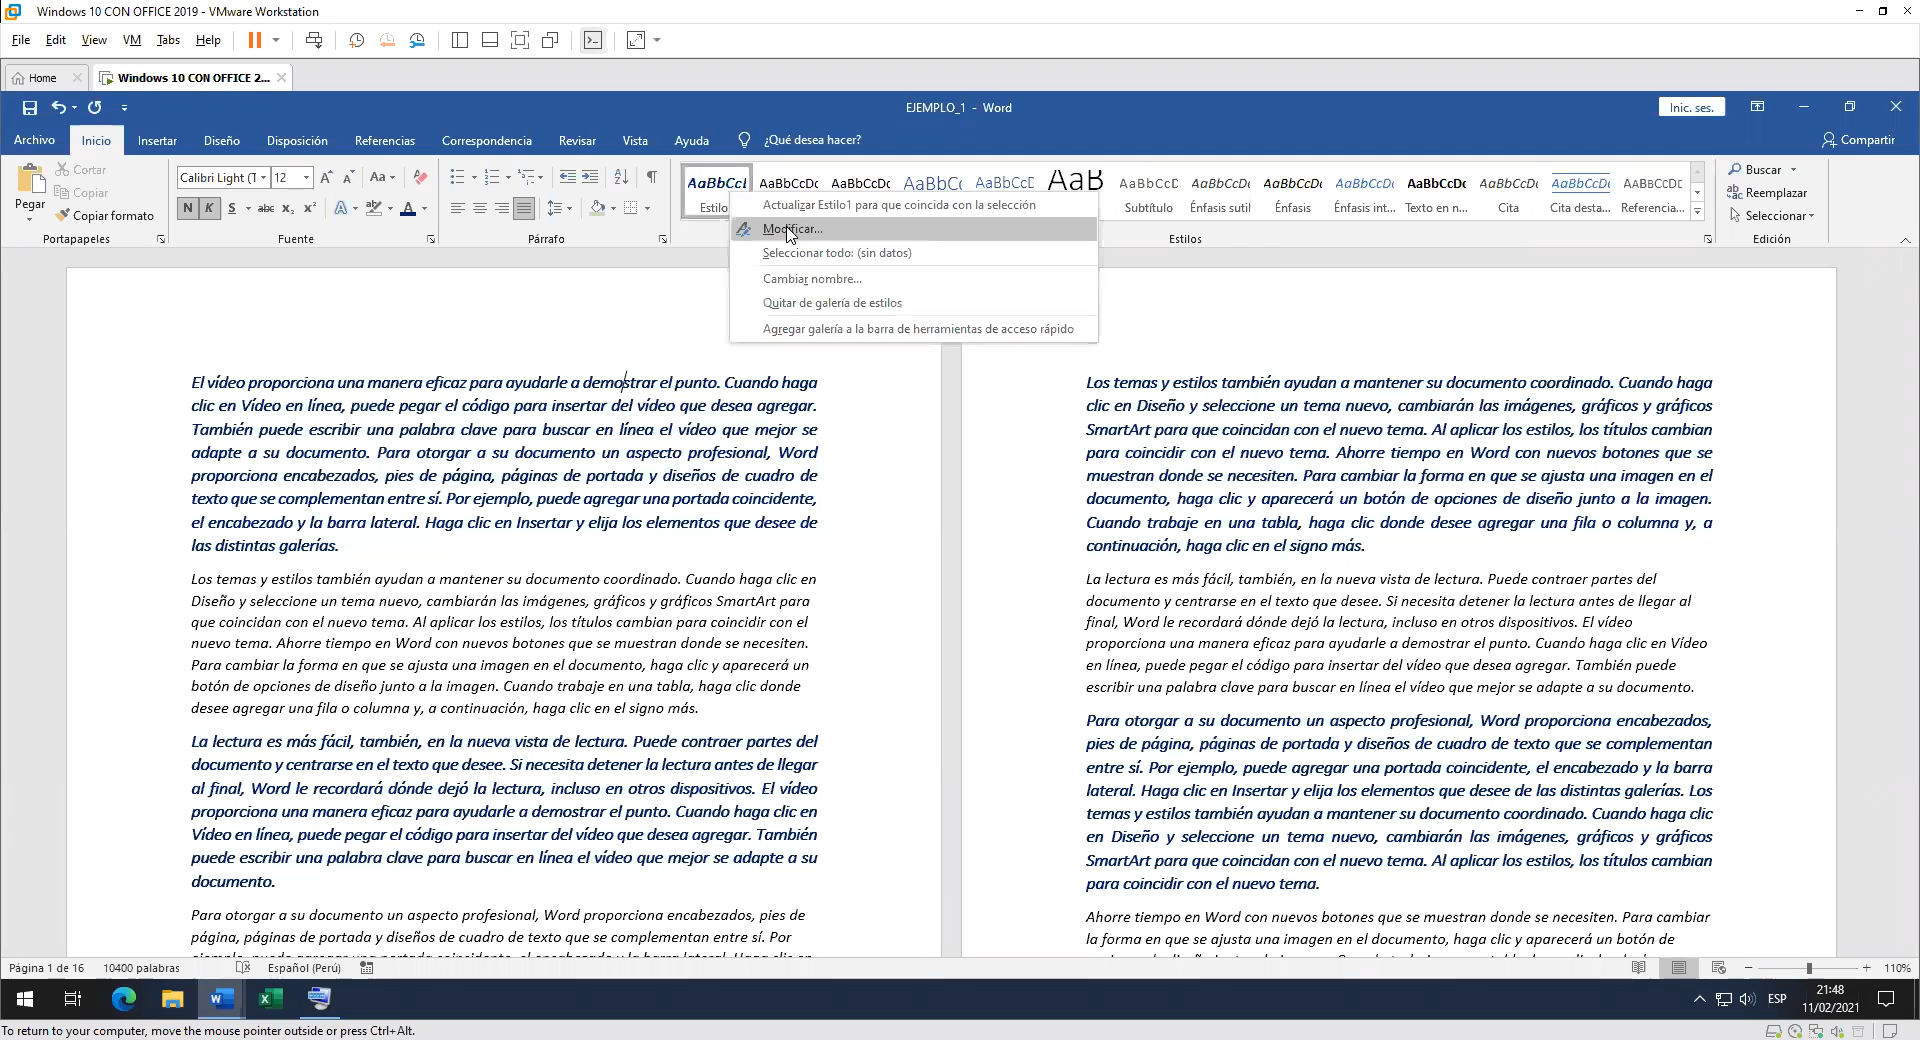 Windows 10 CON OFFICE 2019 - VMware Workstation
File Edit View VM Tabs Help
Home
Windows 10 CON OFFICE 2...
EJEMPLO_1 - Word
Inic. ses.
Archivo Inicio Insertar Diseño Disposición Referencias Correspondencia Revisar Vista Ayuda ¿Qué desea hacer? Compartir
Pegar
Cortar
Copiar
Copiar formato
Portapapeles
Calibri Light (T 12
Aa
N K S abc x₂ x²
Fuente
Párrafo
AaBbCcI AaBbCcDc AaBbCcDc AaBbC AaBbCcD AaB AaBbCcD AaBbCcDc AaBbCcDc AaBbCcDc AaBbCcDc AaBbCcDc AaBbCcDc AABBCCDE
Estilo Subtítulo Énfasis sutil Énfasis Énfasis int... Texto en n... Cita Cita desta... Referencia...
Estilos
Buscar
Reemplazar
Seleccionar
Edición
Actualizar Estilo1 para que coincida con la selección
Modificar...
Seleccionar todo: (sin datos)
Cambiar nombre...
Quitar de galería de estilos
Agregar galería a la barra de herramientas de acceso rápido
El vídeo proporciona una manera eficaz para ayudarle a demostrar el punto. Cuando haga
clic en Vídeo en línea, puede pegar el código para insertar del vídeo que desea agregar.
También puede escribir una palabra clave para buscar en línea el vídeo que mejor se
adapte a su documento. Para otorgar a su documento un aspecto profesional, Word
proporciona encabezados, pies de página, páginas de portada y diseños de cuadro de
texto que se complementan entre sí. Por ejemplo, puede agregar una portada coincidente,
el encabezado y la barra lateral. Haga clic en Insertar y elija los elementos que desee de
las distintas galerías.
Los temas y estilos también ayudan a mantener su documento coordinado. Cuando haga clic en
Diseño y seleccione un tema nuevo, cambiarán las imágenes, gráficos y gráficos SmartArt para
que coincidan con el nuevo tema. Al aplicar los estilos, los títulos cambian para coincidir con el
nuevo tema. Ahorre tiempo en Word con nuevos botones que se muestran donde se necesiten.
Para cambiar la forma en que se ajusta una imagen en el documento, haga clic y aparecerá un
botón de opciones de diseño junto a la imagen. Cuando trabaje en una tabla, haga clic donde
desee agregar una fila o columna y, a continuación, haga clic en el signo más.
La lectura es más fácil, también, en la nueva vista de lectura. Puede contraer partes del
documento y centrarse en el texto que desee. Si necesita detener la lectura antes de llegar
al final, Word le recordará dónde dejó la lectura, incluso en otros dispositivos. El vídeo
proporciona una manera eficaz para ayudarle a demostrar el punto. Cuando haga clic en
Vídeo en línea, puede pegar el código para insertar del vídeo que desea agregar. También
puede escribir una palabra clave para buscar en línea el vídeo que mejor se adapte a su
documento.
Para otorgar a su documento un aspecto profesional, Word proporciona encabezados, pies de
página, páginas de portada y diseños de cuadro de texto que se complementan entre sí. Por
Los temas y estilos también ayudan a mantener su documento coordinado. Cuando haga
clic en Diseño y seleccione un tema nuevo, cambiarán las imágenes, gráficos y gráficos
SmartArt para que coincidan con el nuevo tema. Al aplicar los estilos, los títulos cambian
para coincidir con el nuevo tema. Ahorre tiempo en Word con nuevos botones que se
muestran donde se necesiten. Para cambiar la forma en que se ajusta una imagen en el
documento, haga clic y aparecerá un botón de opciones de diseño junto a la imagen.
Cuando trabaje en una tabla, haga clic donde desee agregar una fila o columna y, a
continuación, haga clic en el signo más.
La lectura es más fácil, también, en la nueva vista de lectura. Puede contraer partes del
documento y centrarse en el texto que desee. Si necesita detener la lectura antes de llegar al
final, Word le recordará dónde dejó la lectura, incluso en otros dispositivos. El vídeo
proporciona una manera eficaz para ayudarle a demostrar el punto. Cuando haga clic en Vídeo
en línea, puede pegar el código para insertar del vídeo que desea agregar. También puede
escribir una palabra clave para buscar en línea el vídeo que mejor se adapte a su documento.
Para otorgar a su documento un aspecto profesional, Word proporciona encabezados,
pies de página, páginas de portada y diseños de cuadro de texto que se complementan
entre sí. Por ejemplo, puede agregar una portada coincidente, el encabezado y la barra
lateral. Haga clic en Insertar y elija los elementos que desee de las distintas galerías. Los
temas y estilos también ayudan a mantener su documento coordinado. Cuando haga clic
en Diseño y seleccione un tema nuevo, cambiarán las imágenes, gráficos y gráficos
SmartArt para que coincidan con el nuevo tema. Al aplicar los estilos, los títulos cambian
para coincidir con el nuevo tema.
Ahorre tiempo en Word con nuevos botones que se muestran donde se necesiten. Para cambiar
la forma en que se ajusta una imagen en el documento, haga clic y aparecerá un botón de
Página 1 de 16 10400 palabras Español (Perú) 110%
ESP
21:48
11/02/2021
To return to your computer, move the mouse pointer outside or press Ctrl+Alt.